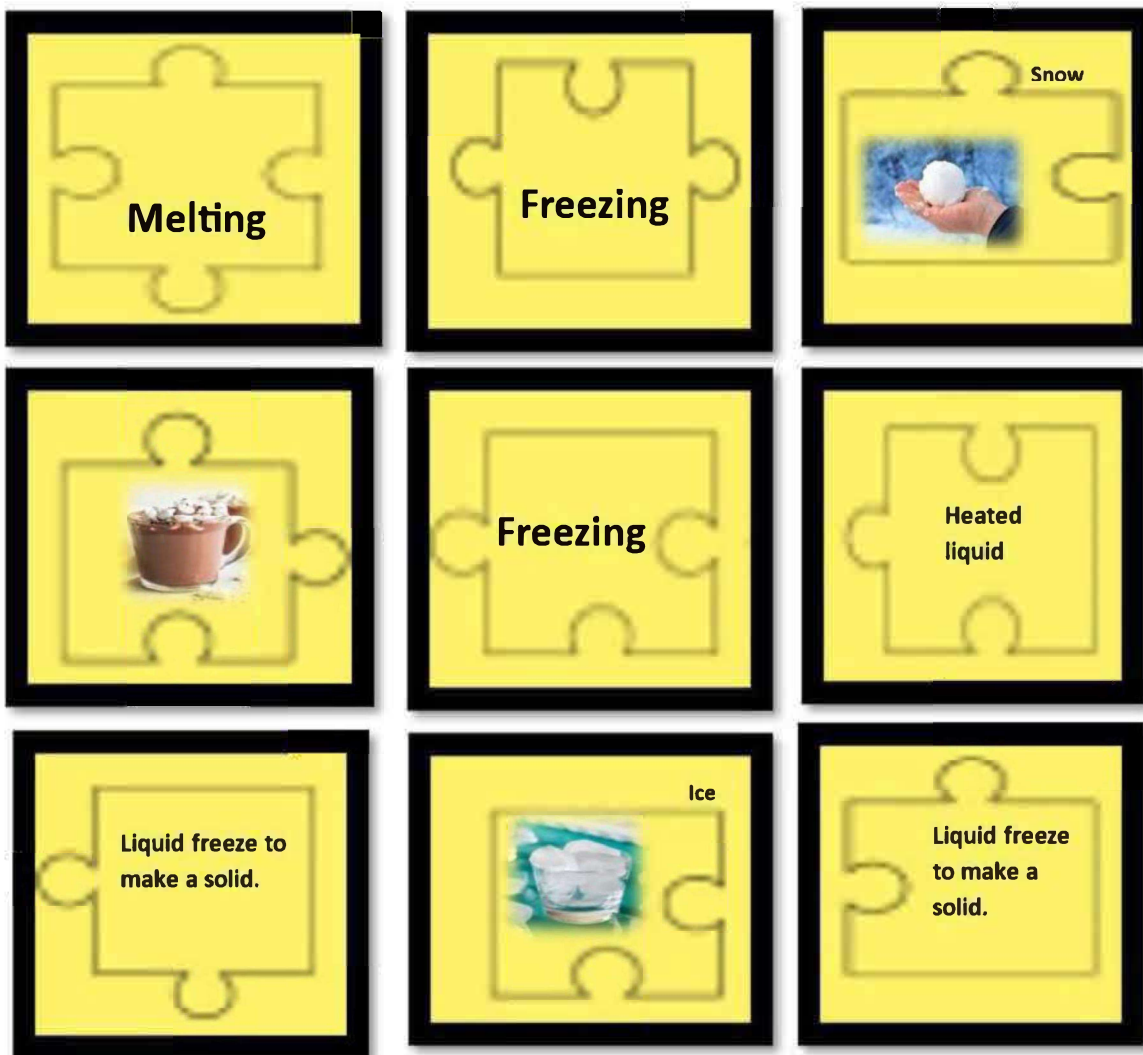 Melting
Freezing
Snow
Freezing
Heated
liquid
Liquid freeze to
make a solid.
Ice
Liquid freeze
to make a
solid.